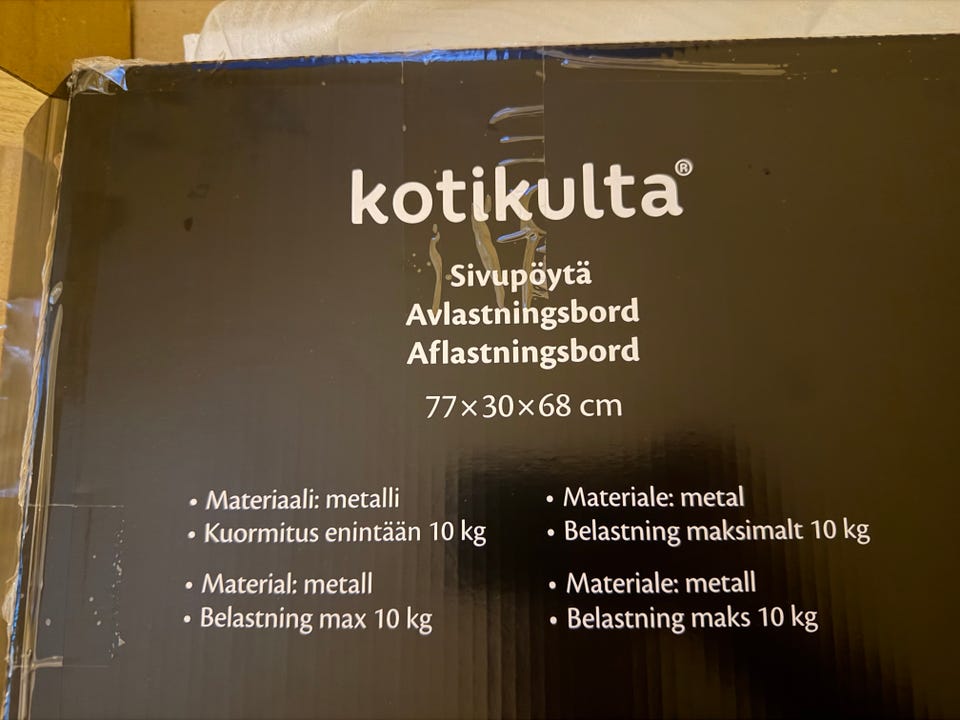 kotikulta®
Sivupöytä
Avlastningsbord
Aflastningsbord
77×30×68 cm
• Materiaali: metalli
• Kuormitus enintään 10 kg
• Material: metall
• Belastning max 10 kg
• Materiale: metal
• Belastning maksimalt 10 kg
• Materiale: metall
• Belastning maks 10 kg